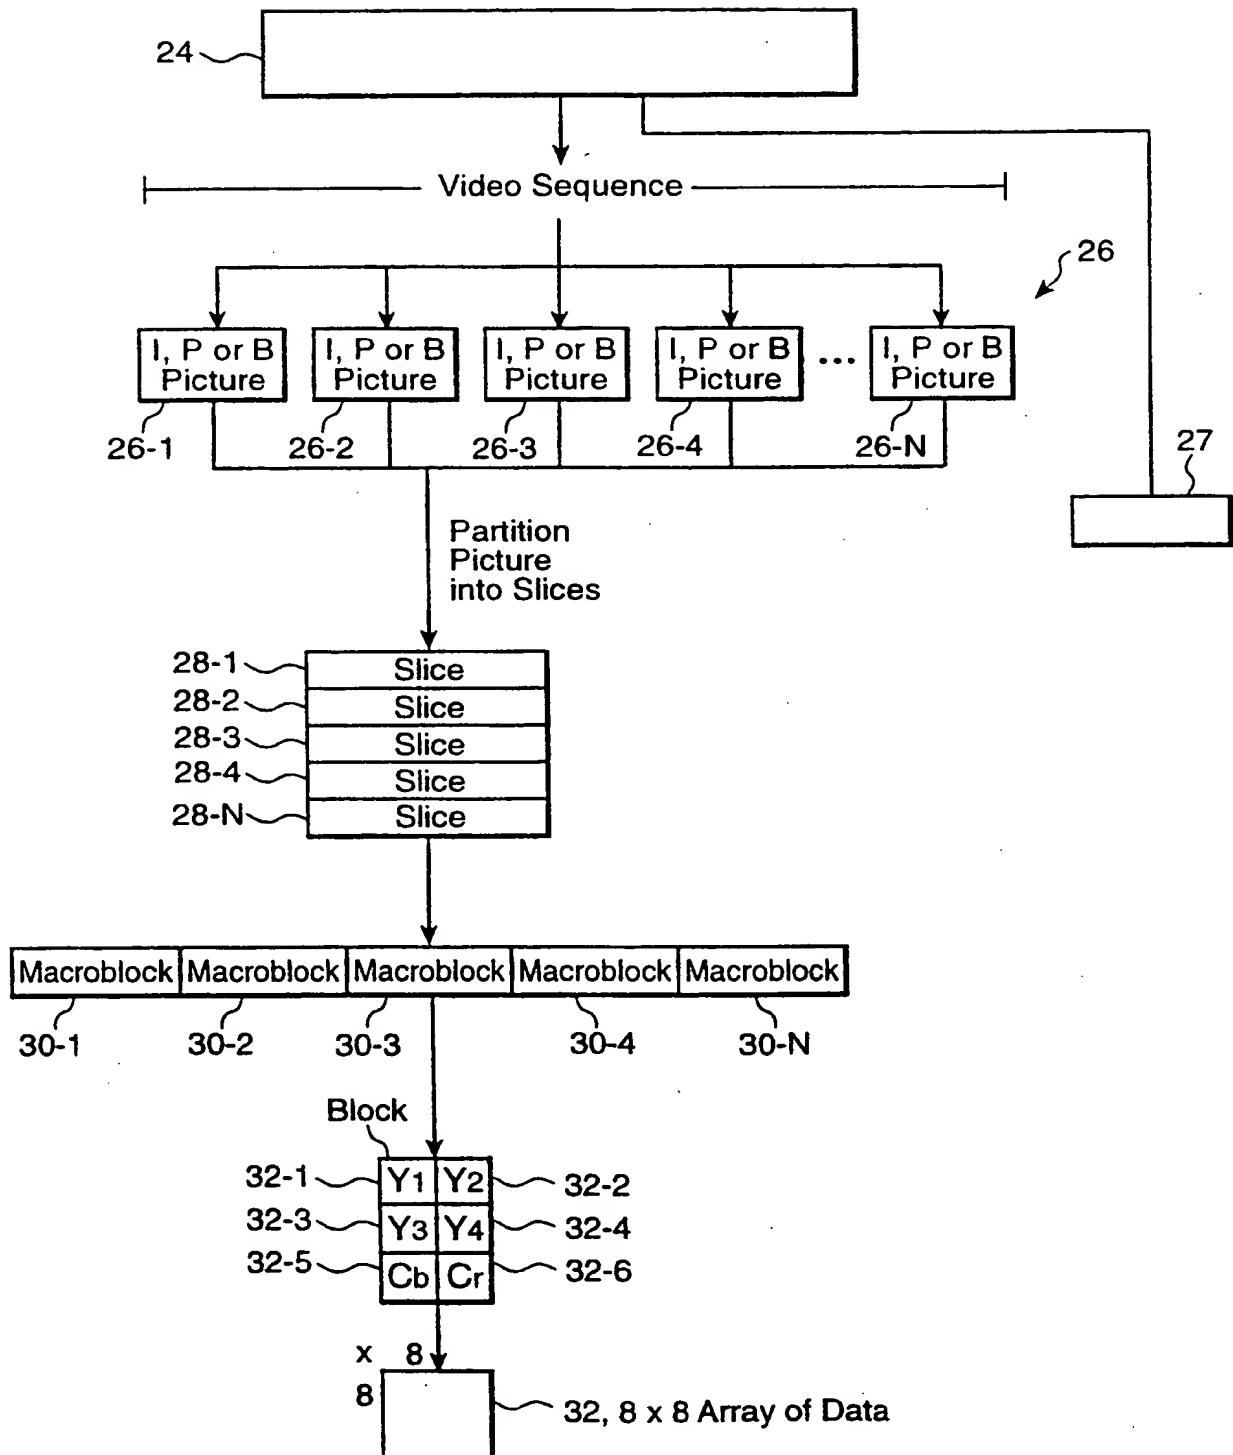 24
Video Sequence
26
I, P or B
Picture
I, P or B
Picture
I, P or B
Picture
I, P or B
Picture
...
I, P or B
Picture
26-1
26-2
26-3
26-4
26-N
27
Partition
Picture
into Slices
28-1
Slice
28-2
Slice
28-3
Slice
28-4
Slice
28-N
Slice
Macroblock
Macroblock
Macroblock
Macroblock
Macroblock
30-1
30-2
30-3
30-4
30-N
Block
32-1
Y1
Y2
32-2
32-3
Y3
Y4
32-4
32-5
Cb
Cr
32-6
x
8
8
32, 8 x 8 Array of Data